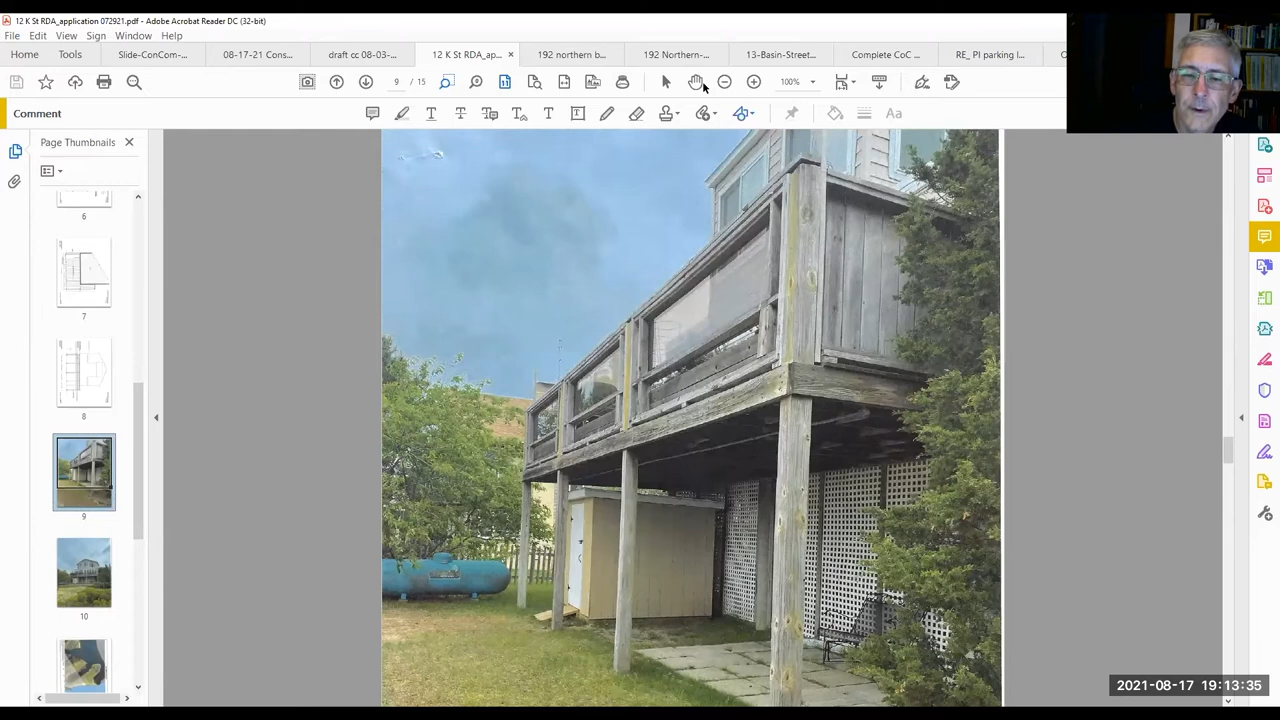 12 K St RDA_application 072921.pdf - Adobe Acrobat Reader DC (32-bit)
File Edit View Sign Window Help
Home Tools Slide-ConCom-... 08-17-21 Cons... draft cc 08-03-... 12 K St RDA_ap... × 192 northern b... 192 Northern-... 13-Basin-Street... Complete CoC ... RE_ PI parking l...
9 / 15 100%
Comment
Page Thumbnails
6
7
8
9
10
2021-08-17 19:13:35